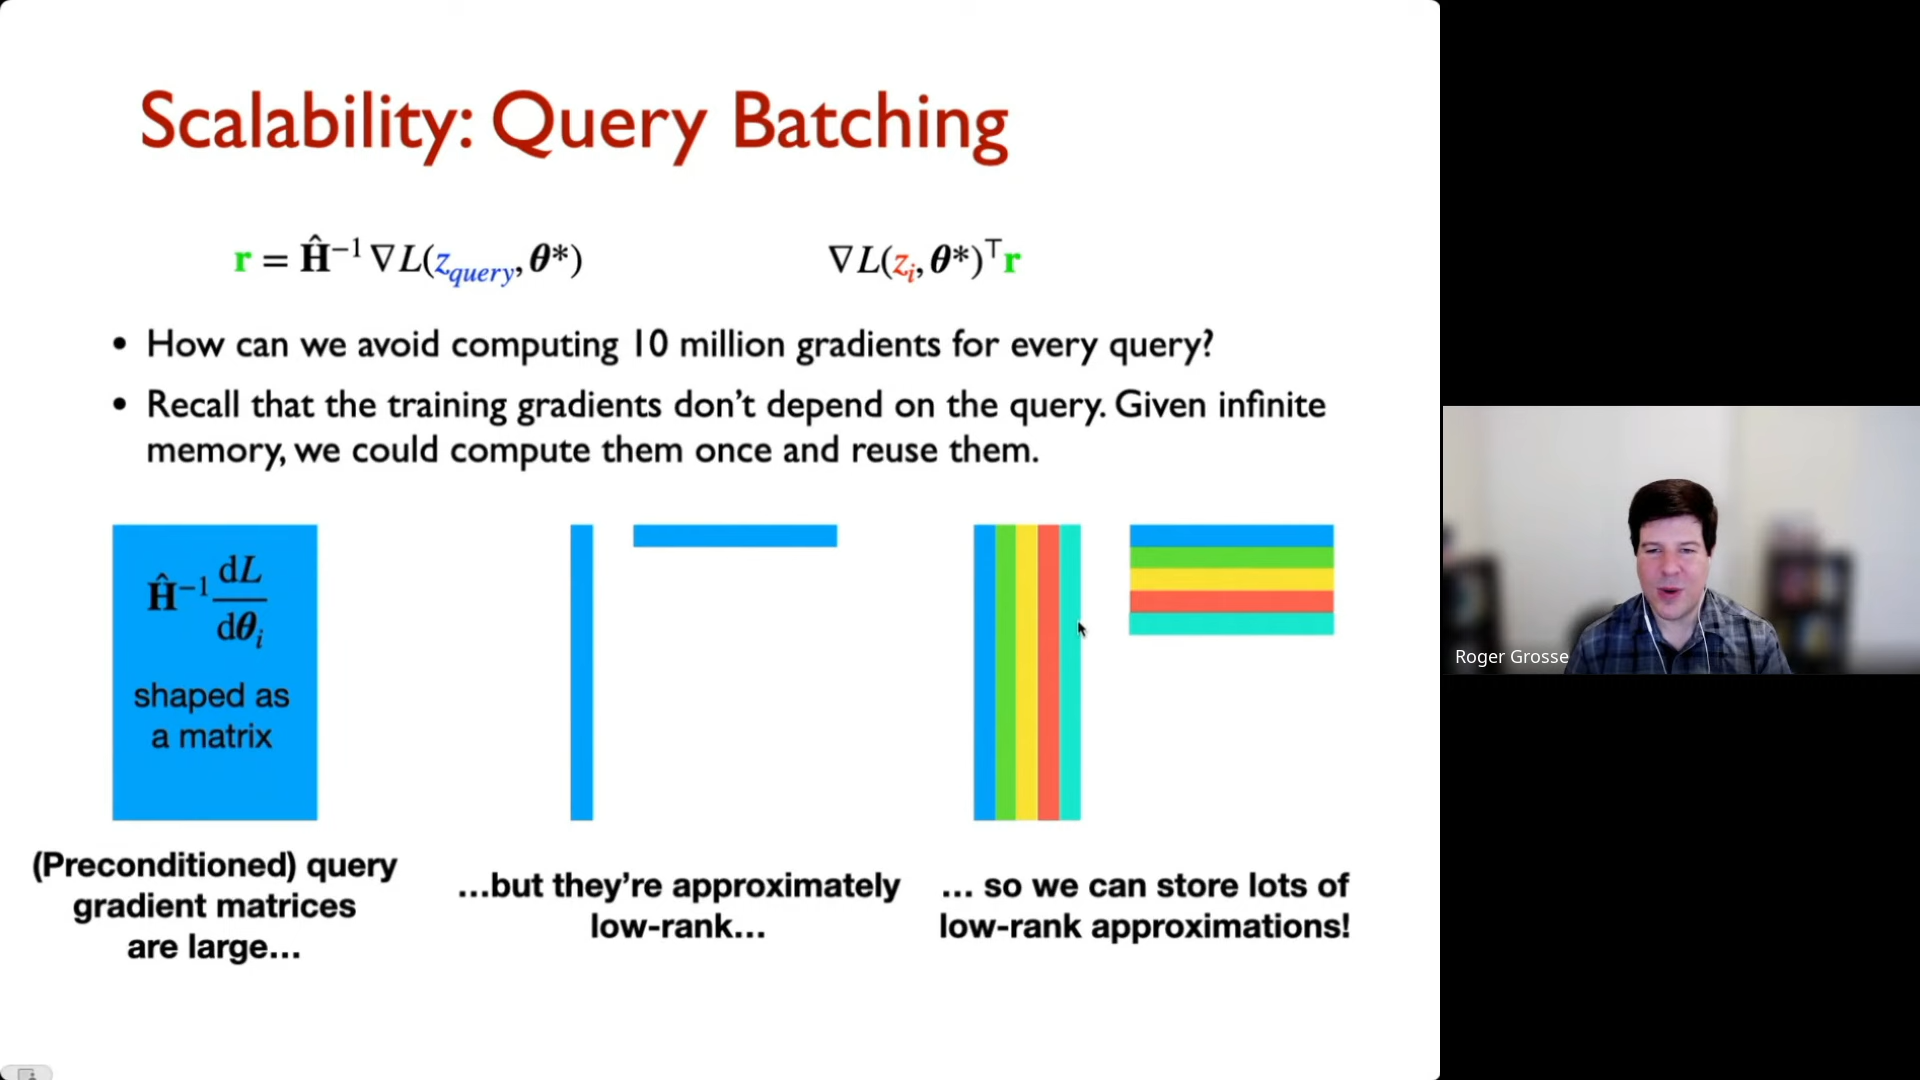 Scalability: Query Batching
r = Ĥ⁻¹∇L(z_query, θ*)
∇L(z_i, θ*)ᵀr
• How can we avoid computing 10 million gradients for every query?
• Recall that the training gradients don't depend on the query. Given infinite
memory, we could compute them once and reuse them.
Ĥ⁻¹ dL/dθ_i
shaped as
a matrix
(Preconditioned) query
gradient matrices
are large...
...but they're approximately
low-rank...
... so we can store lots of
low-rank approximations!
Roger Grosse